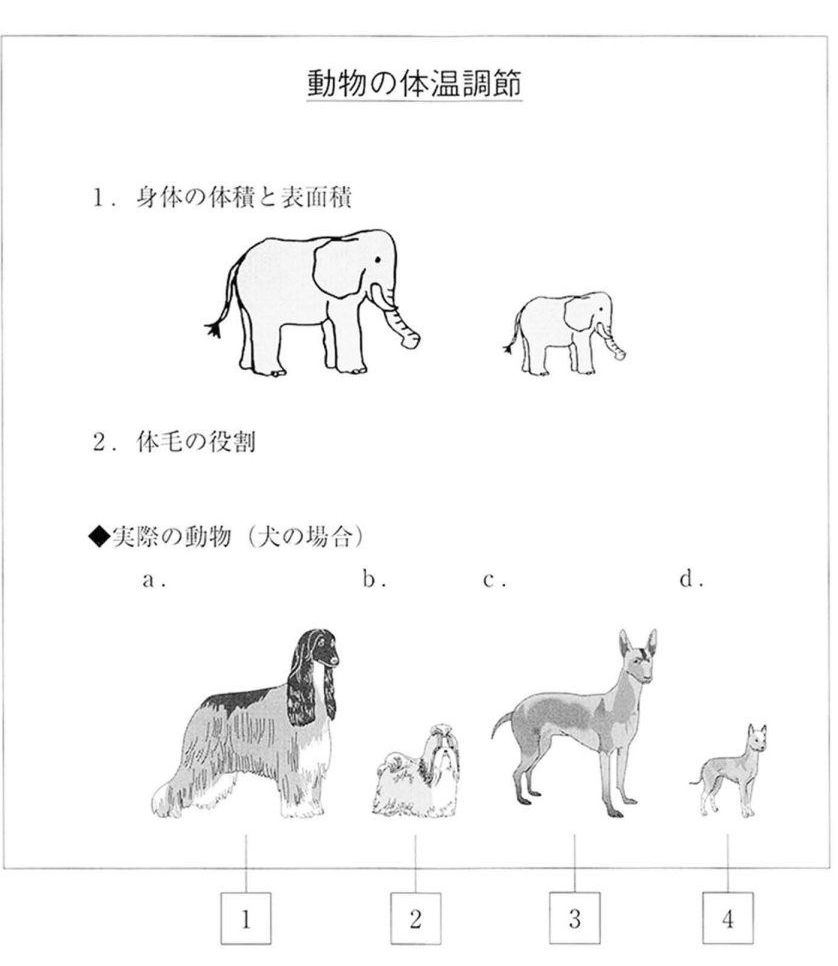 動物の体温調節
１．身体の体積と表面積
２．体毛の役割
◆実際の動物（犬の場合）
a． b． c． d．
1 2 3 4